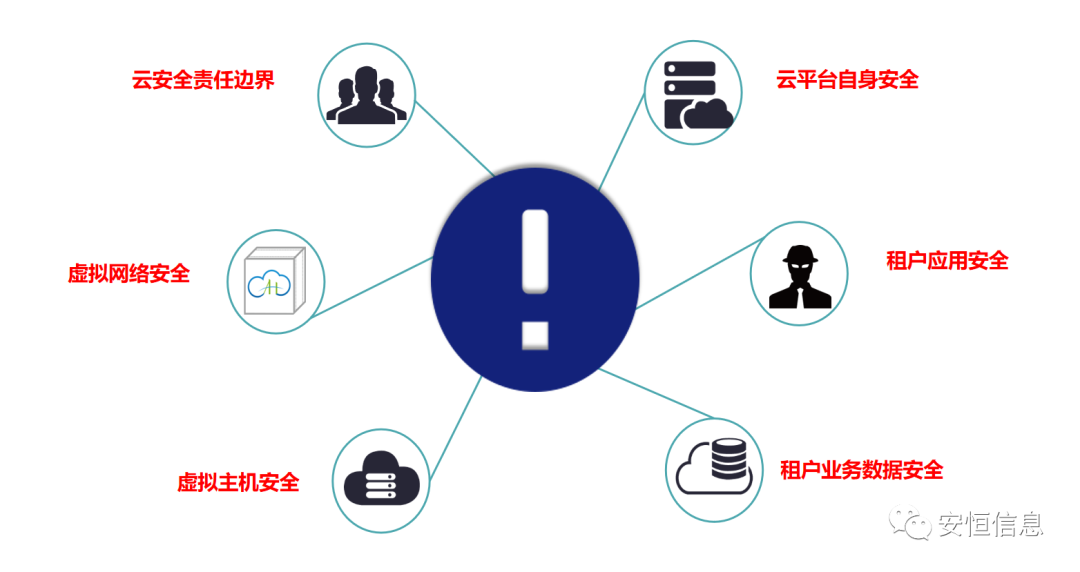 云安全责任边界
云平台自身安全
虚拟网络安全
租户应用安全
虚拟主机安全
租户业务数据安全
安恒信息